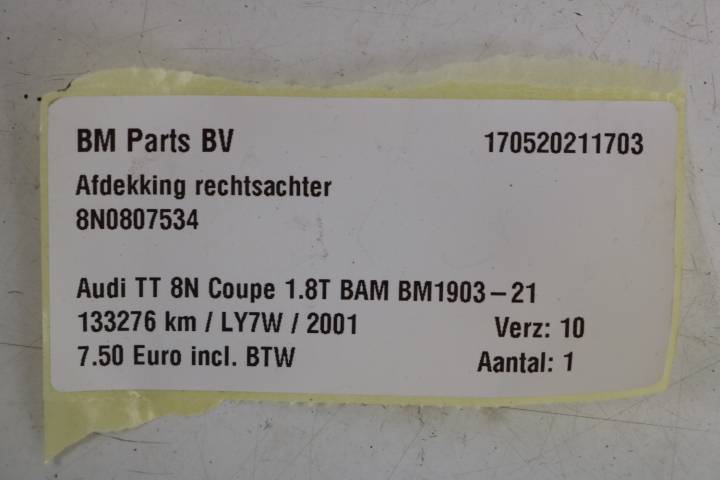 BM Parts BV 170520211703
Afdekking rechtsachter
8N0807534
Audi TT 8N Coupe 1.8T BAM BM1903-21
133276 km / LY7W / 2001 Verz: 10
7.50 Euro incl. BTW Aantal: 1